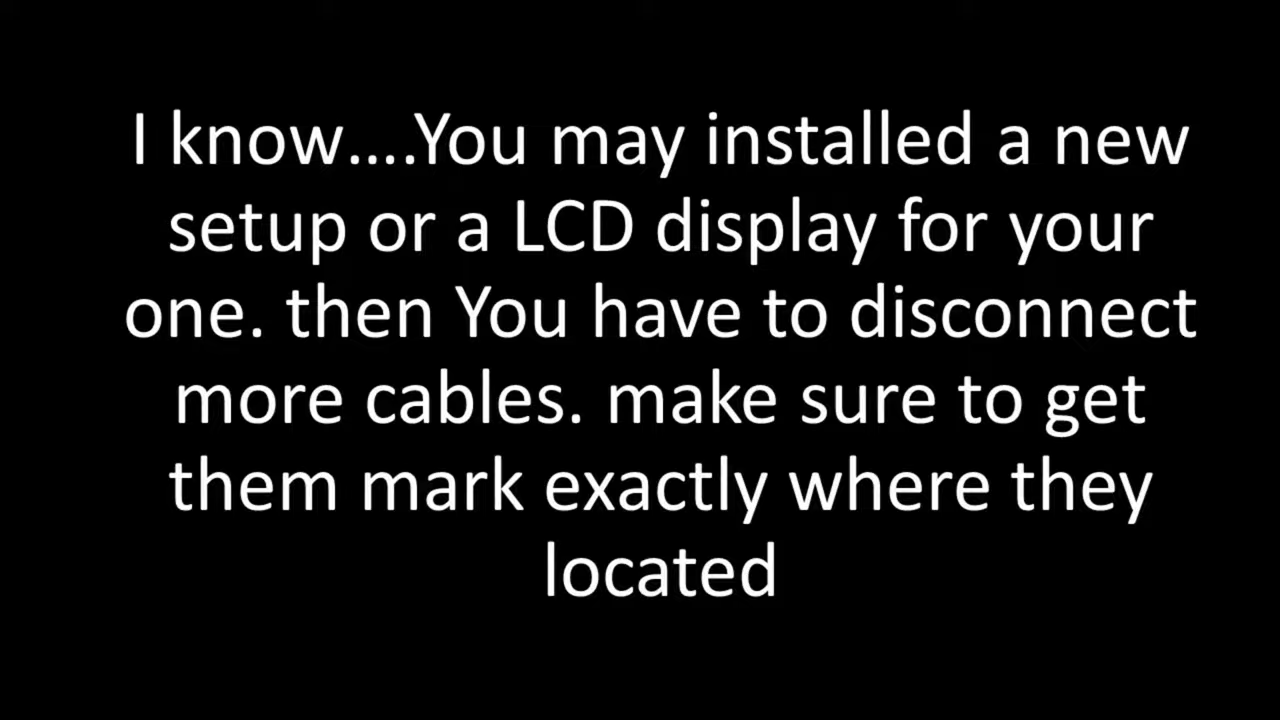 I know....You may installed a new
setup or a LCD display for your
one. then You have to disconnect
more cables. make sure to get
them mark exactly where they
located